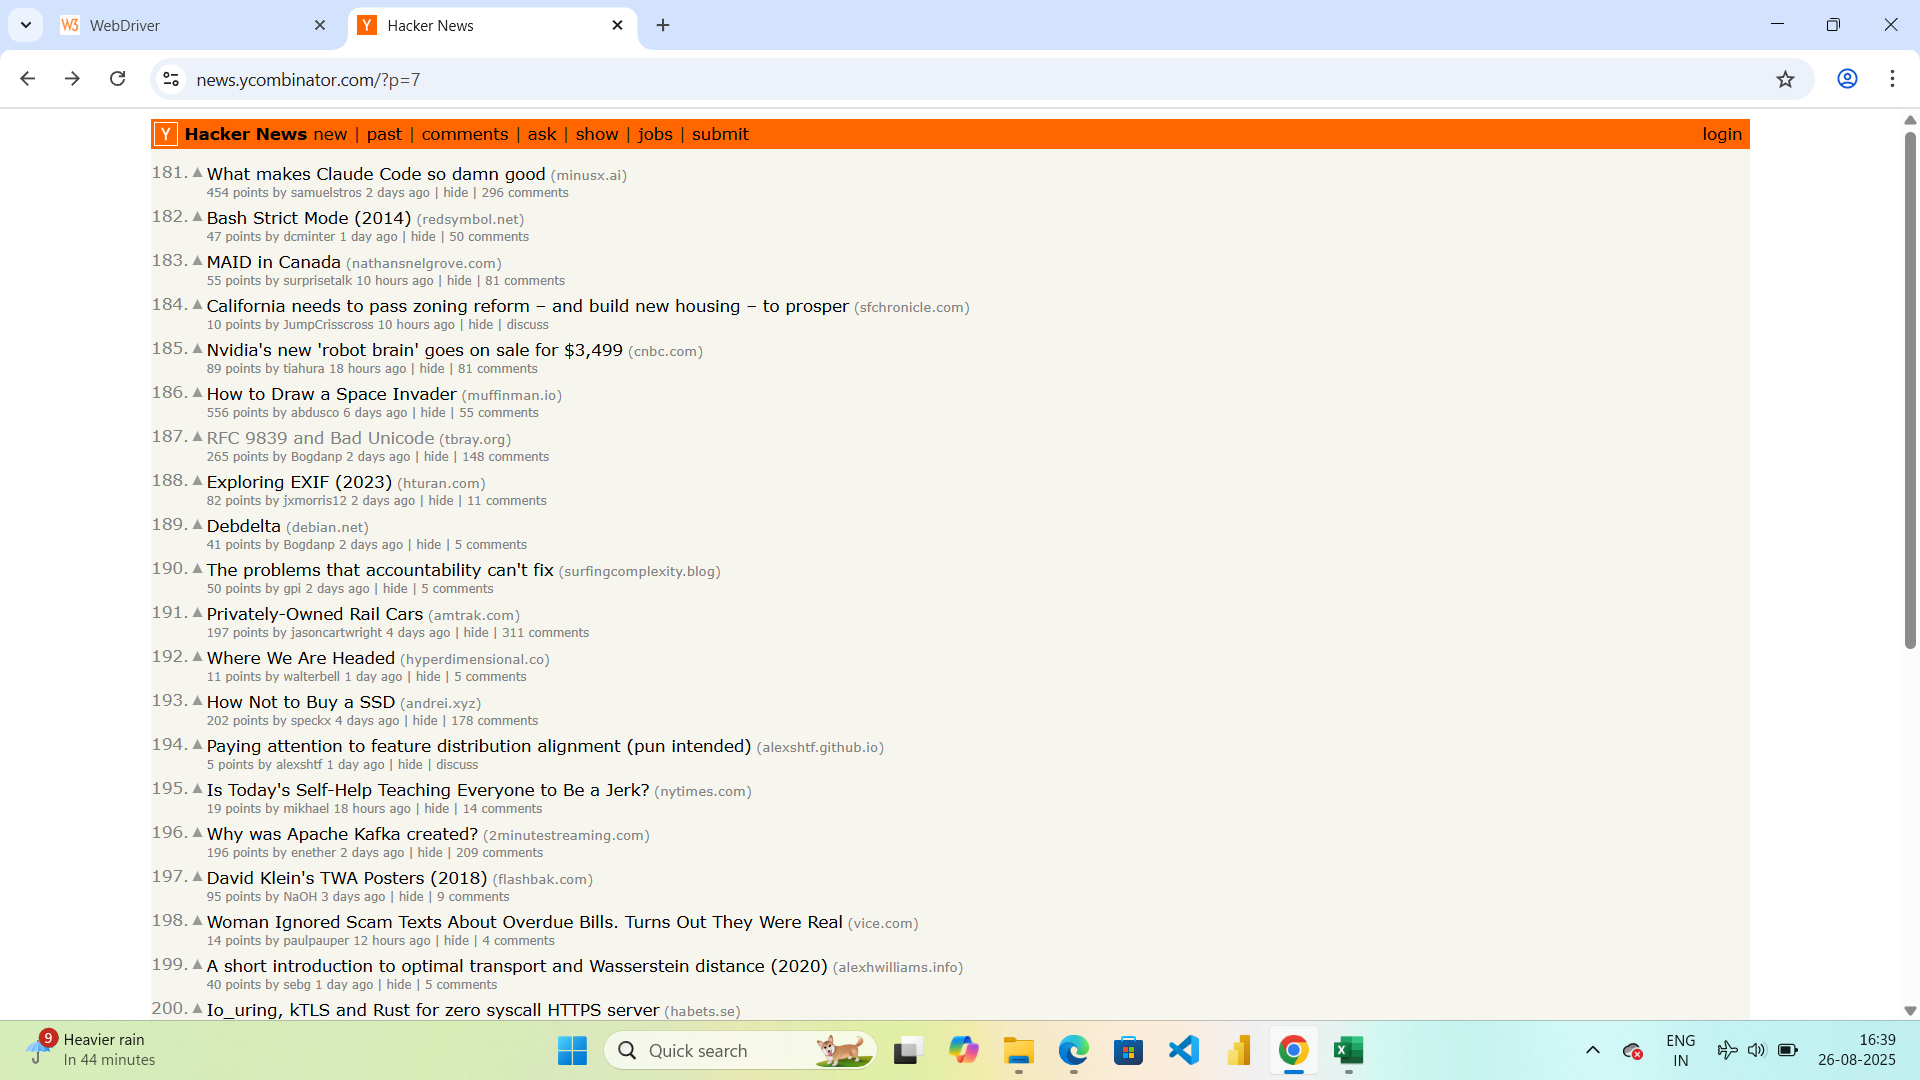 W3 WebDriver
Y Hacker News
news.ycombinator.com/?p=7
Y Hacker News new | past | comments | ask | show | jobs | submit login
181. ▲ What makes Claude Code so damn good (minusx.ai)
454 points by samuelstros 2 days ago | hide | 296 comments
182. ▲ Bash Strict Mode (2014) (redsymbol.net)
47 points by dcminter 1 day ago | hide | 50 comments
183. ▲ MAID in Canada (nathansnelgrove.com)
55 points by surprisetalk 10 hours ago | hide | 81 comments
184. ▲ California needs to pass zoning reform – and build new housing – to prosper (sfchronicle.com)
10 points by JumpCrisscross 10 hours ago | hide | discuss
185. ▲ Nvidia's new 'robot brain' goes on sale for $3,499 (cnbc.com)
89 points by tiahura 18 hours ago | hide | 81 comments
186. ▲ How to Draw a Space Invader (muffinman.io)
556 points by abdusco 6 days ago | hide | 55 comments
187. ▲ RFC 9839 and Bad Unicode (tbray.org)
265 points by Bogdanp 2 days ago | hide | 148 comments
188. ▲ Exploring EXIF (2023) (hturan.com)
82 points by jxmorris12 2 days ago | hide | 11 comments
189. ▲ Debdelta (debian.net)
41 points by Bogdanp 2 days ago | hide | 5 comments
190. ▲ The problems that accountability can't fix (surfingcomplexity.blog)
50 points by gpi 2 days ago | hide | 5 comments
191. ▲ Privately-Owned Rail Cars (amtrak.com)
197 points by jasoncartwright 4 days ago | hide | 311 comments
192. ▲ Where We Are Headed (hyperdimensional.co)
11 points by walterbell 1 day ago | hide | 5 comments
193. ▲ How Not to Buy a SSD (andrei.xyz)
202 points by speckx 4 days ago | hide | 178 comments
194. ▲ Paying attention to feature distribution alignment (pun intended) (alexshtf.github.io)
5 points by alexshtf 1 day ago | hide | discuss
195. ▲ Is Today's Self-Help Teaching Everyone to Be a Jerk? (nytimes.com)
19 points by mikhael 18 hours ago | hide | 14 comments
196. ▲ Why was Apache Kafka created? (2minutestreaming.com)
196 points by enether 2 days ago | hide | 209 comments
197. ▲ David Klein's TWA Posters (2018) (flashbak.com)
95 points by NaOH 3 days ago | hide | 9 comments
198. ▲ Woman Ignored Scam Texts About Overdue Bills. Turns Out They Were Real (vice.com)
14 points by paulpauper 12 hours ago | hide | 4 comments
199. ▲ A short introduction to optimal transport and Wasserstein distance (2020) (alexhwilliams.info)
40 points by sebg 1 day ago | hide | 5 comments
200. ▲ Io_uring, kTLS and Rust for zero syscall HTTPS server (habets.se)
9 Heavier rain
In 44 minutes
Quick search
ENG
IN
16:39
26-08-2025